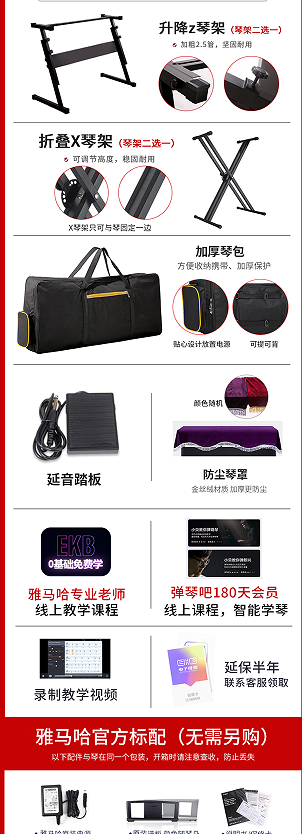 升降z琴架（琴架二选一）
加粗2.5管，坚固耐用
折叠X琴架（琴架二选一）
可调节高度，稳固耐用
X琴架只可与琴固定一边
加厚琴包
方便收纳携带、加厚保护
贴心设计放置电源
可提可背
颜色随机
延音踏板
防尘琴罩
金丝绒材质 加厚更防尘
EKB
0基础免费学
雅马哈专业老师
线上教学课程
弹琴吧180天会员
线上课程，智能学琴
录制教学视频
延保半年
联系客服领取
雅马哈官方标配（无需另购）
以下配件与琴在同一个包装，开箱时请注意查收，防止丢失